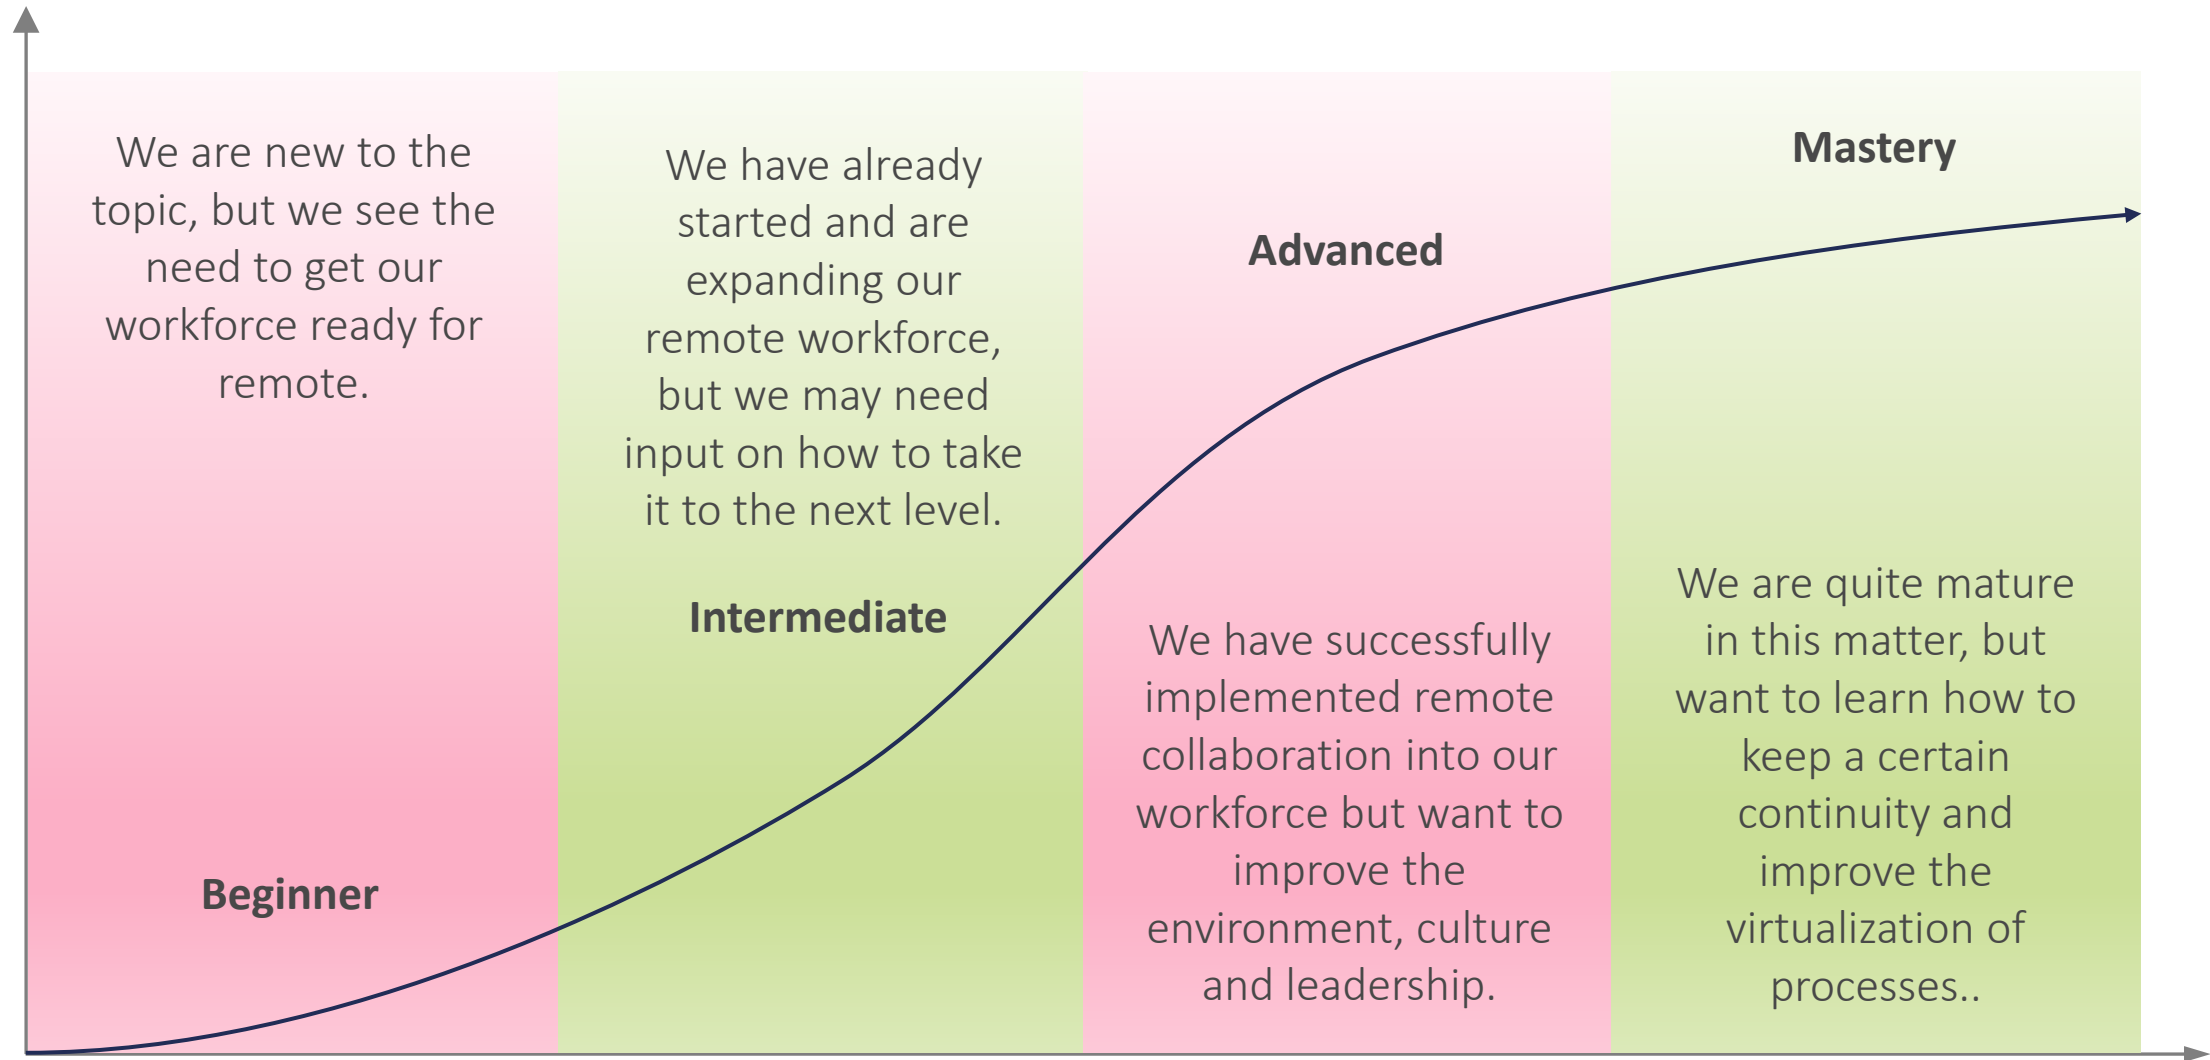 We are new to the
topic, but we see the
need to get our
workforce ready for
remote.
Beginner
We have already
started and are
expanding our
remote workforce,
but we may need
input on how to take
it to the next level.
Intermediate
Advanced
We have successfully
implemented remote
collaboration into our
workforce but want to
improve the
environment, culture
and leadership.
Mastery
We are quite mature
in this matter, but
want to learn how to
keep a certain
continuity and
improve the
virtualization of
processes..